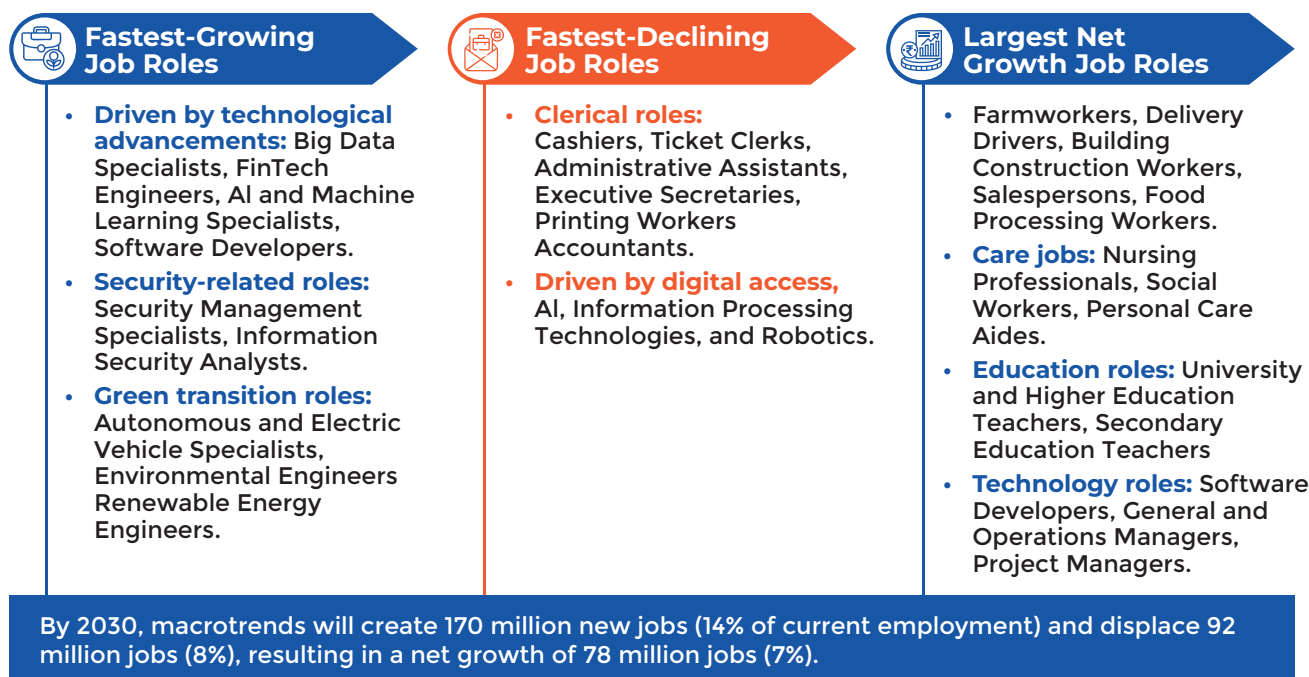 Fastest-Growing
Job Roles
• Driven by technological
advancements: Big Data
Specialists, FinTech
Engineers, AI and Machine
Learning Specialists,
Software Developers.
• Security-related roles:
Security Management
Specialists, Information
Security Analysts.
• Green transition roles:
Autonomous and Electric
Vehicle Specialists,
Environmental Engineers
Renewable Energy
Engineers.
Fastest-Declining
Job Roles
• Clerical roles:
Cashiers, Ticket Clerks,
Administrative Assistants,
Executive Secretaries,
Printing Workers
Accountants.
• Driven by digital access,
AI, Information Processing
Technologies, and Robotics.
Largest Net
Growth Job Roles
• Farmworkers, Delivery
Drivers, Building
Construction Workers,
Salespersons, Food
Processing Workers.
• Care jobs: Nursing
Professionals, Social
Workers, Personal Care
Aides.
• Education roles: University
and Higher Education
Teachers, Secondary
Education Teachers
• Technology roles: Software
Developers, General and
Operations Managers,
Project Managers.
By 2030, macrotrends will create 170 million new jobs (14% of current employment) and displace 92
million jobs (8%), resulting in a net growth of 78 million jobs (7%).